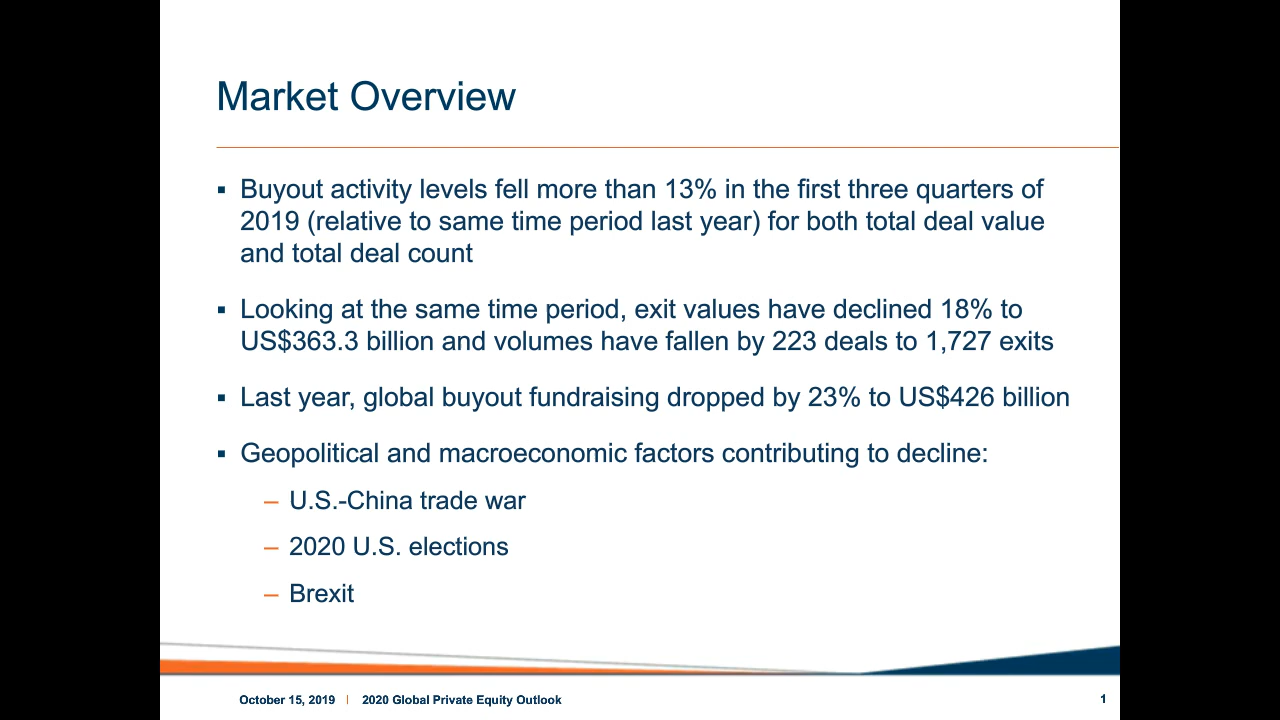 Market Overview
▪ Buyout activity levels fell more than 13% in the first three quarters of
2019 (relative to same time period last year) for both total deal value
and total deal count
▪ Looking at the same time period, exit values have declined 18% to
US$363.3 billion and volumes have fallen by 223 deals to 1,727 exits
▪ Last year, global buyout fundraising dropped by 23% to US$426 billion
▪ Geopolitical and macroeconomic factors contributing to decline:
– U.S.-China trade war
– 2020 U.S. elections
– Brexit
October 15, 2019 | 2020 Global Private Equity Outlook 1